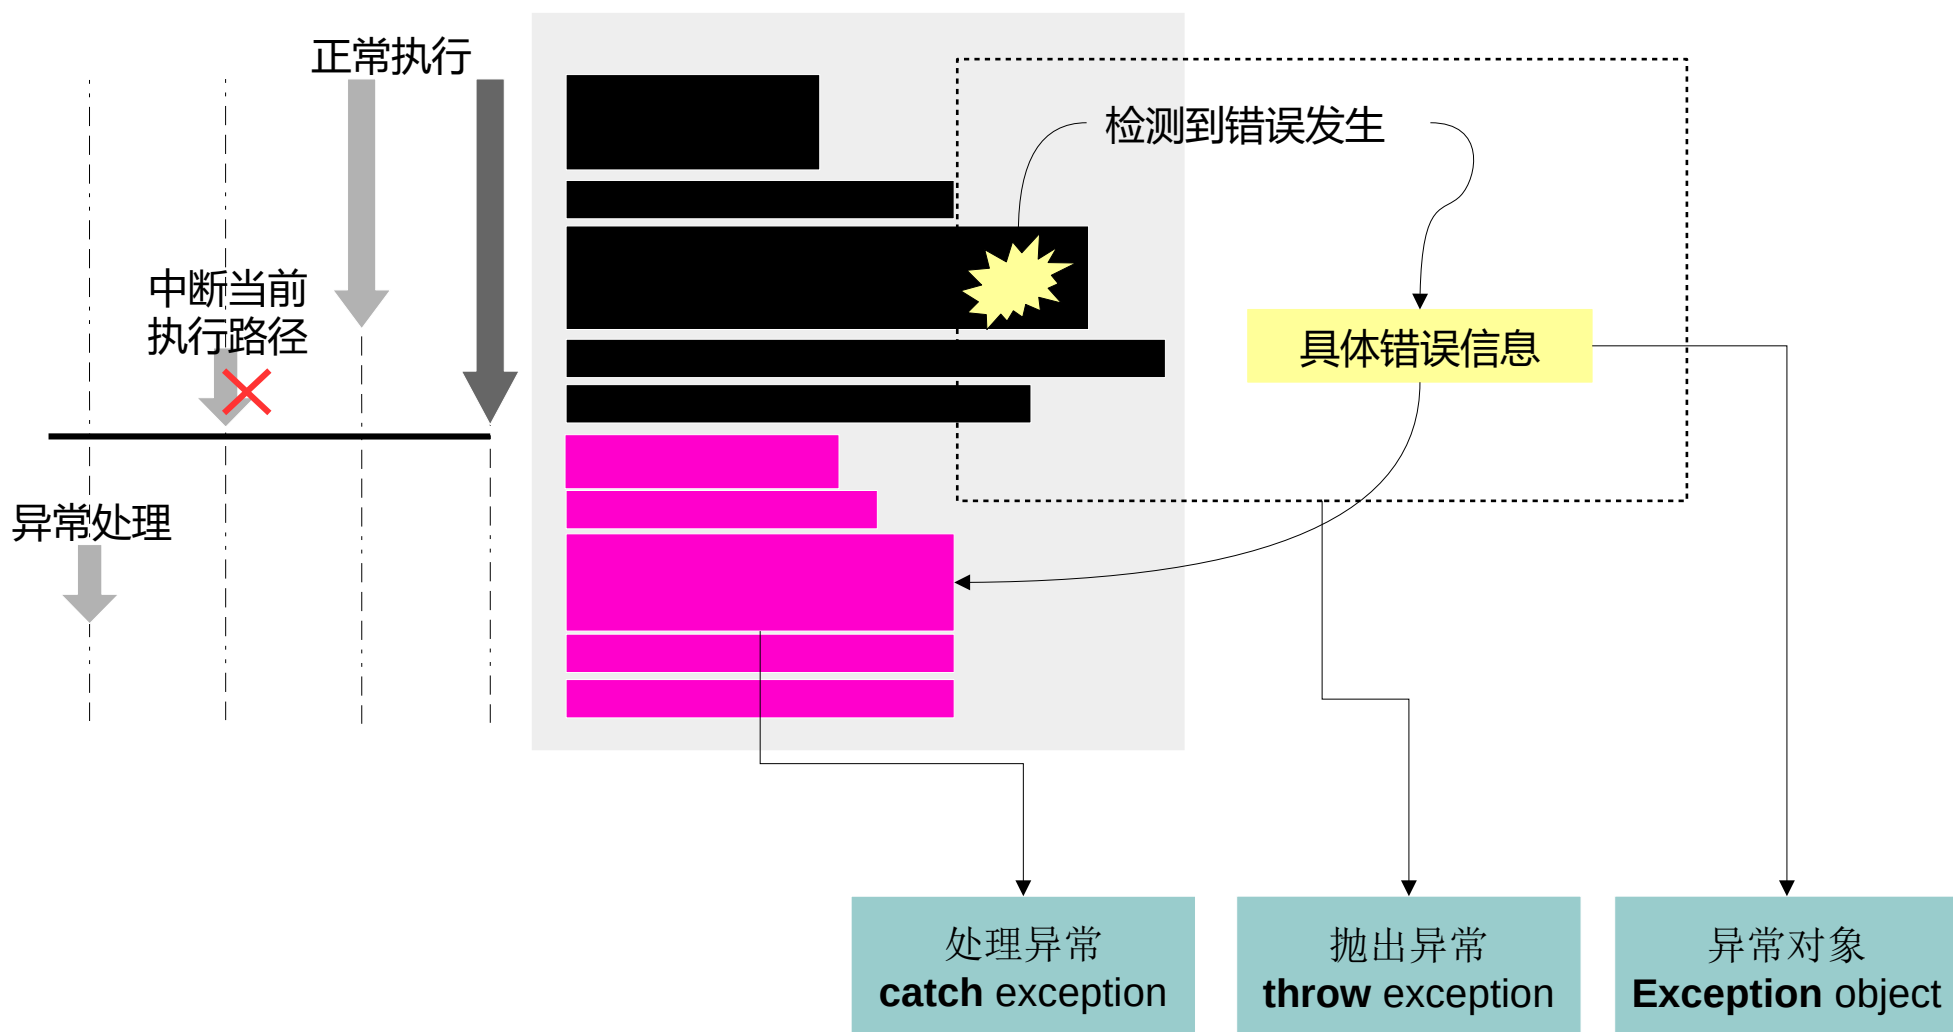 正常执行
检测到错误发生
中断当前
执行路径
具体错误信息
异常处理
处理异常
catch exception
抛出异常
throw exception
异常对象
Exception object